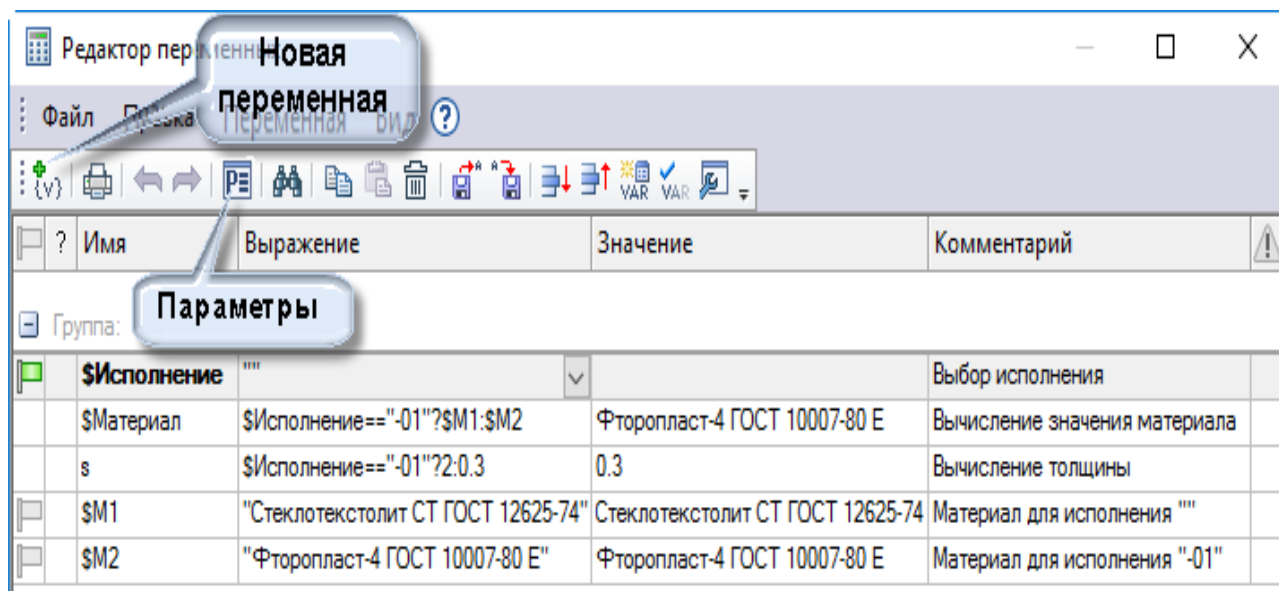 Редактор переменных
Новая
переменная
Файл Правка Переменная Вид ?
{v} PE A A VAR VAR
? Имя Выражение Значение Комментарий
Параметры
Группа:
$Исполнение "" Выбор исполнения
$Материал $Исполнение=="-01"?$M1:$M2 Фторопласт-4 ГОСТ 10007-80 Е Вычисление значения материала
s $Исполнение=="-01"?2:0.3 0.3 Вычисление толщины
$M1 "Стеклотекстолит СТ ГОСТ 12625-74" Стеклотекстолит СТ ГОСТ 12625-74 Материал для исполнения ""
$M2 "Фторопласт-4 ГОСТ 10007-80 Е" Фторопласт-4 ГОСТ 10007-80 Е Материал для исполнения "-01"